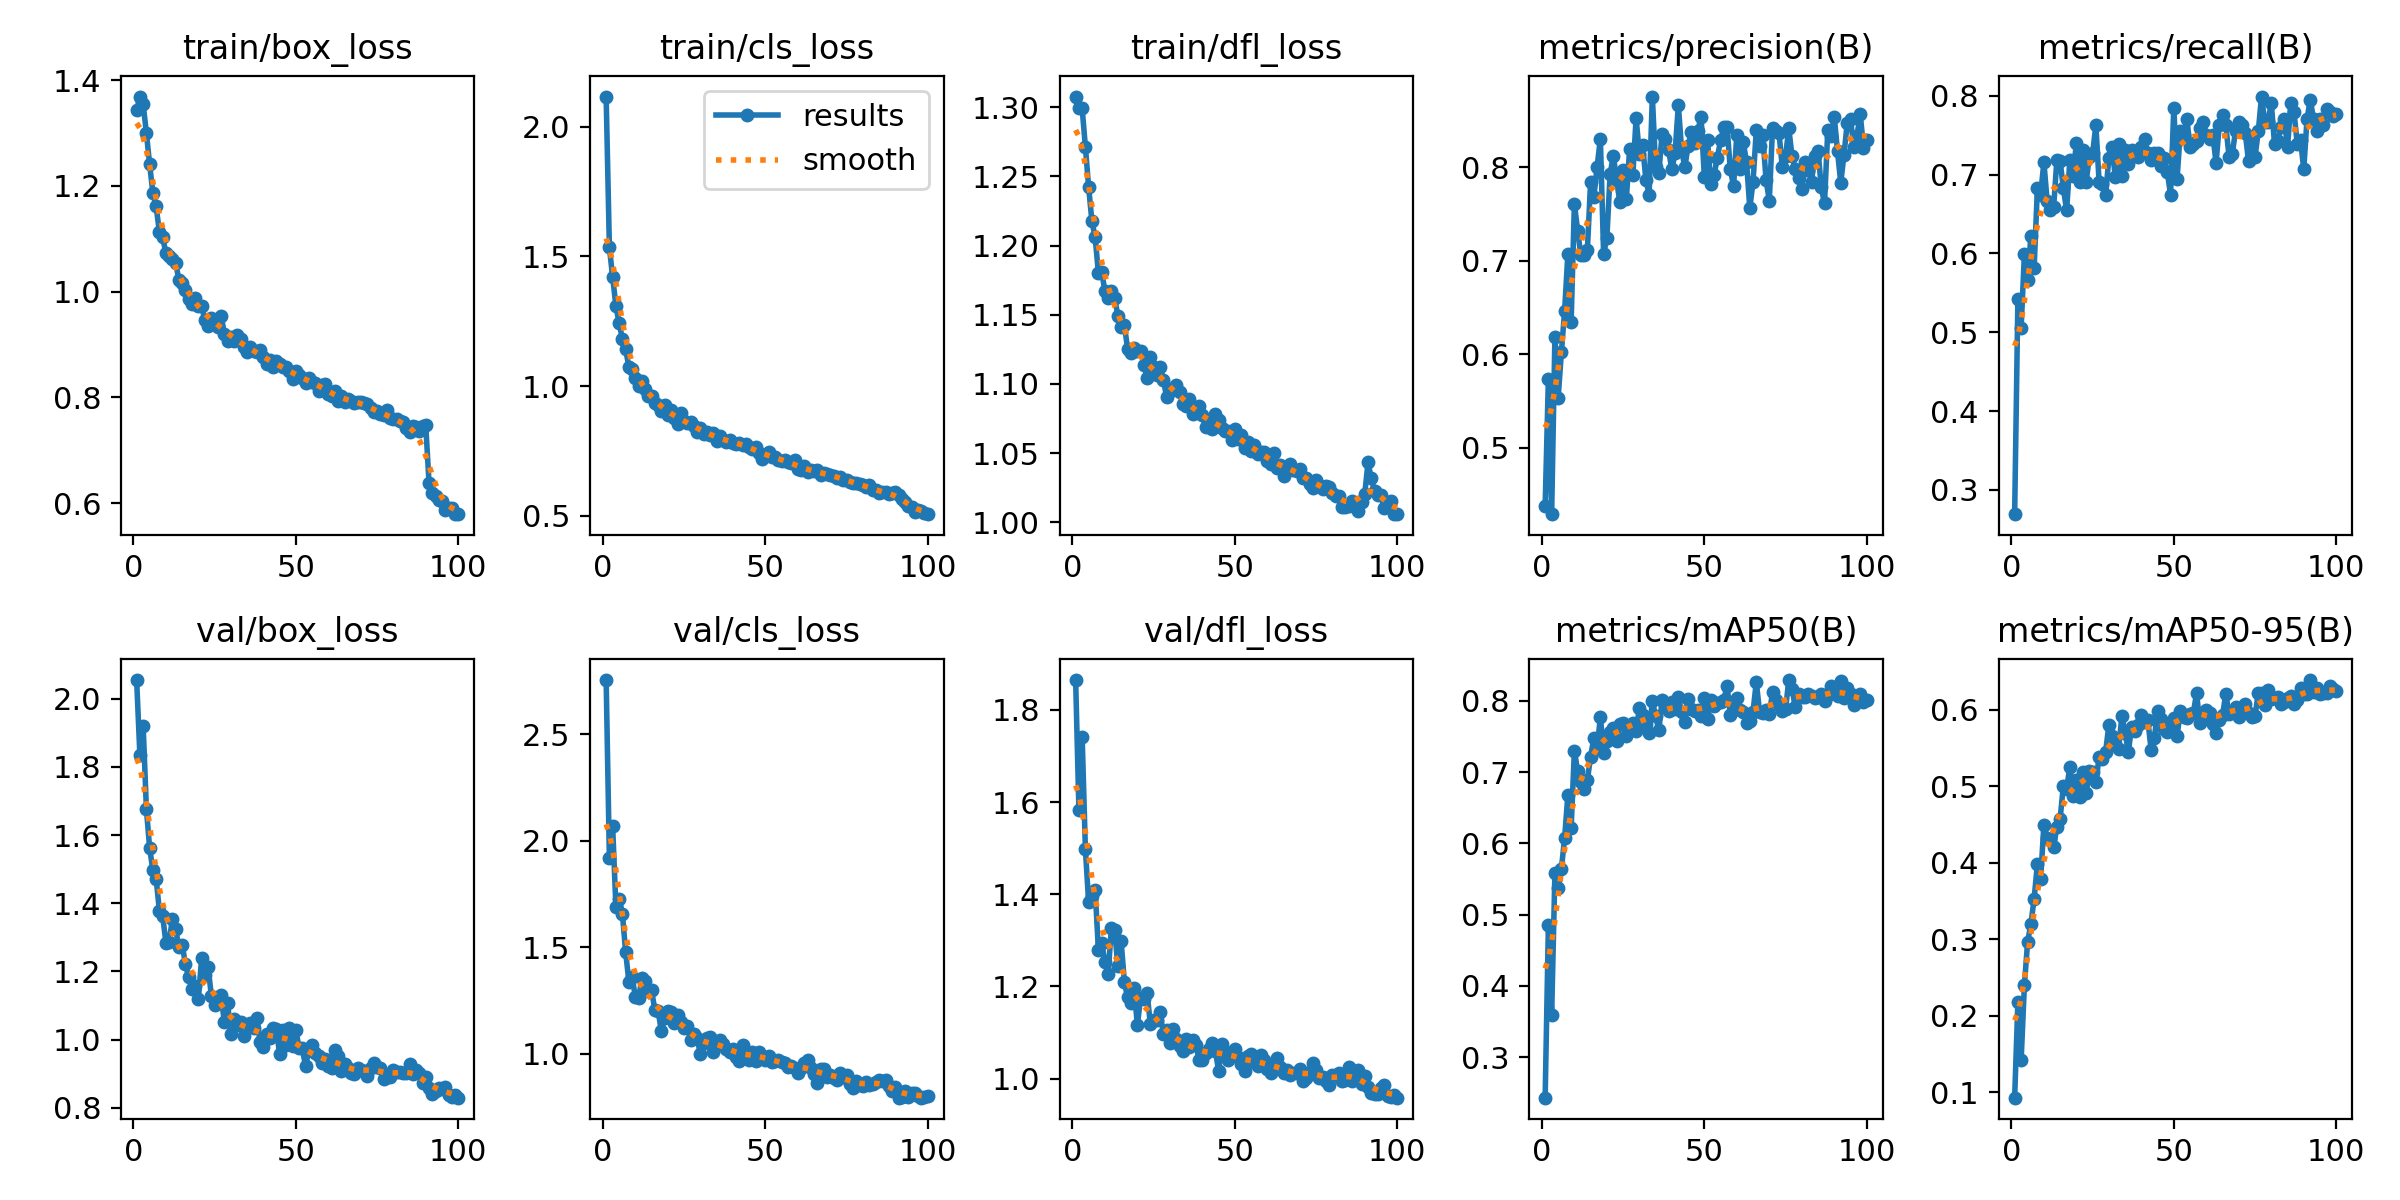 train/box_loss
1.4
1.2
1.0
0.8
0.6
0 50 100
train/cls_loss
results
smooth
2.0
1.5
1.0
0.5
0 50 100
train/dfl_loss
1.30
1.25
1.20
1.15
1.10
1.05
1.00
0 50 100
metrics/precision(B)
0.8
0.7
0.6
0.5
0 50 100
metrics/recall(B)
0.8
0.7
0.6
0.5
0.4
0.3
0 50 100
val/box_loss
2.0
1.8
1.6
1.4
1.2
1.0
0.8
0 50 100
val/cls_loss
2.5
2.0
1.5
1.0
0 50 100
val/dfl_loss
1.8
1.6
1.4
1.2
1.0
0 50 100
metrics/mAP50(B)
0.8
0.7
0.6
0.5
0.4
0.3
0 50 100
metrics/mAP50-95(B)
0.6
0.5
0.4
0.3
0.2
0.1
0 50 100